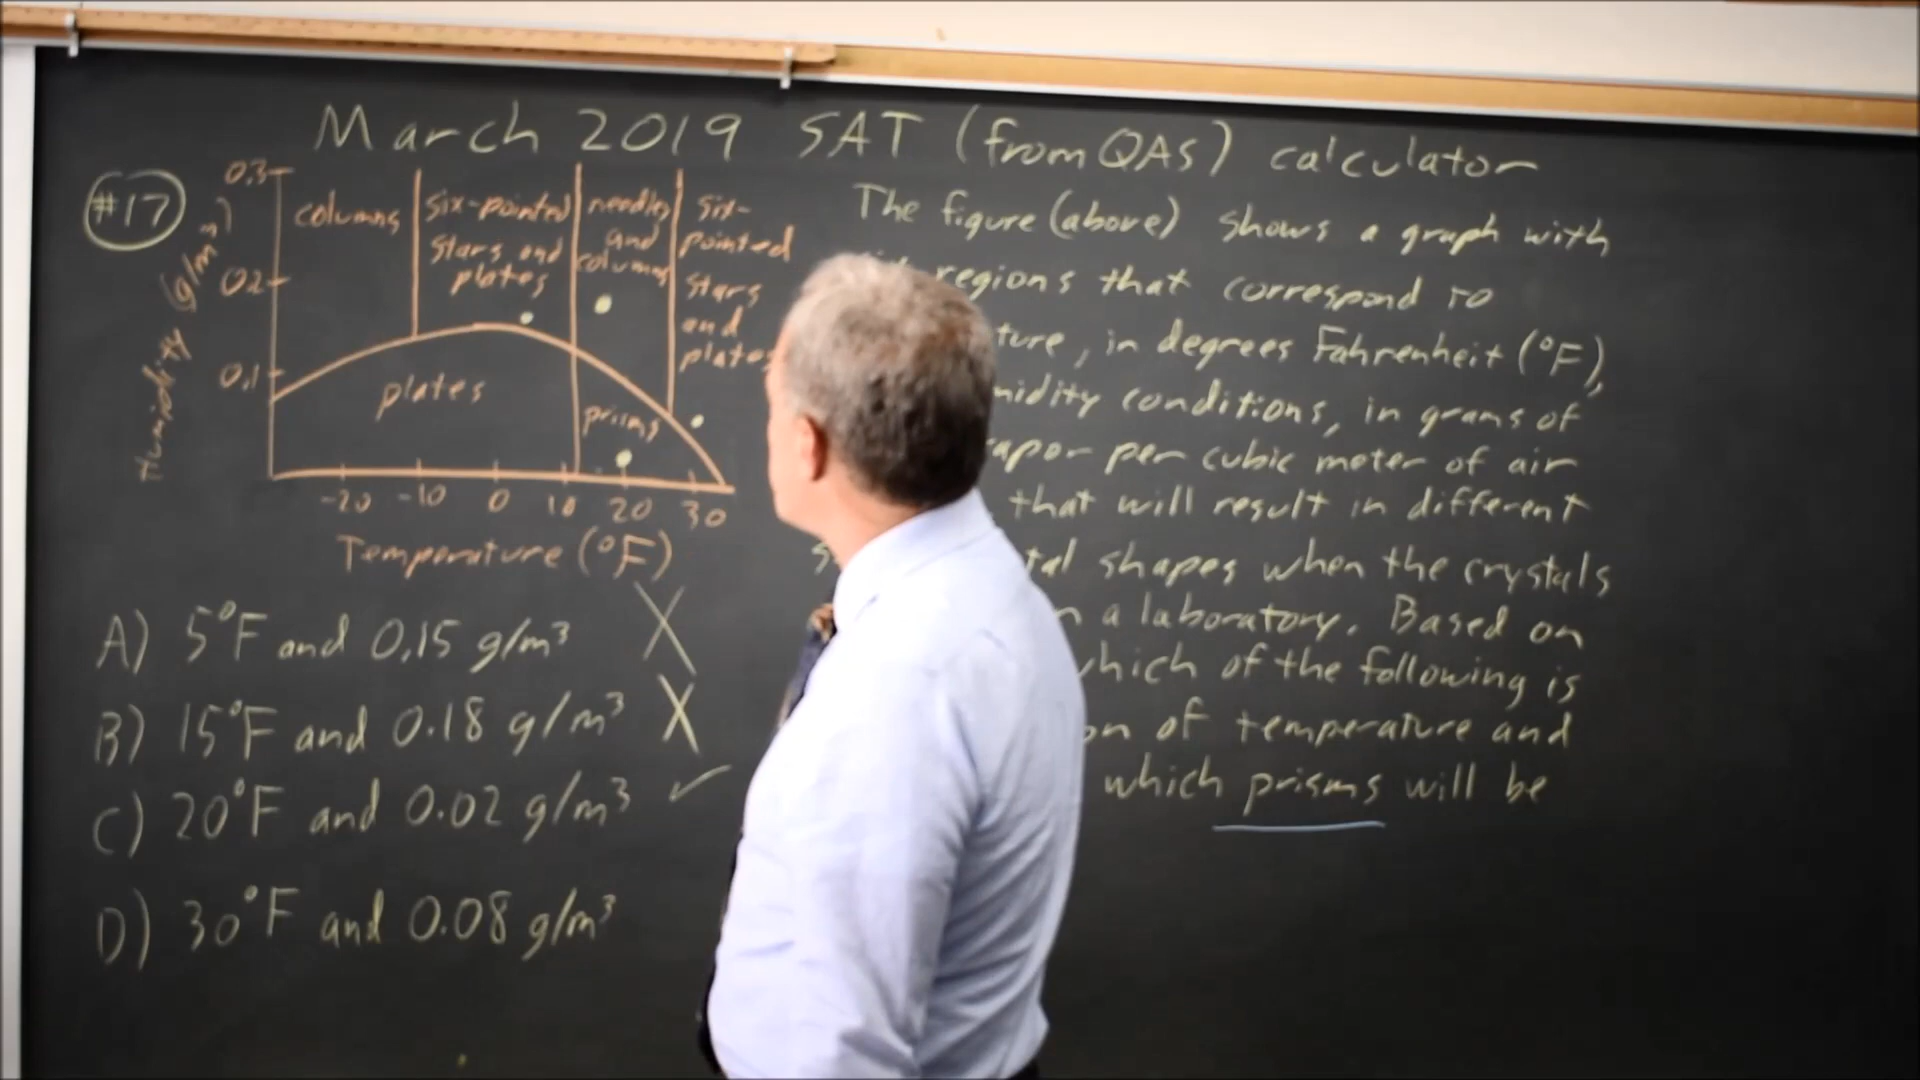 March 2019 SAT (from QAS) calculator
#17
0.3
0.2
0.1
Humidity (g/m³)
columns
six-pointed
stars and
plates
needles
and
columns
six-
pointed
stars
and
plates
plates
prisms
-20 -10 0 10 20 30
Temperature (°F)
A) 5°F and 0.15 g/m³ X
B) 15°F and 0.18 g/m³ X
C) 20°F and 0.02 g/m³ ✓
D) 30°F and 0.08 g/m³
The figure (above) shows a graph with
regions that correspond to
, in degrees Fahrenheit (°F),
conditions, in grams of
per cubic meter of air
that will result in different
shapes when the crystals
a laboratory. Based on
which of the following is
of temperature and
which prisms will be